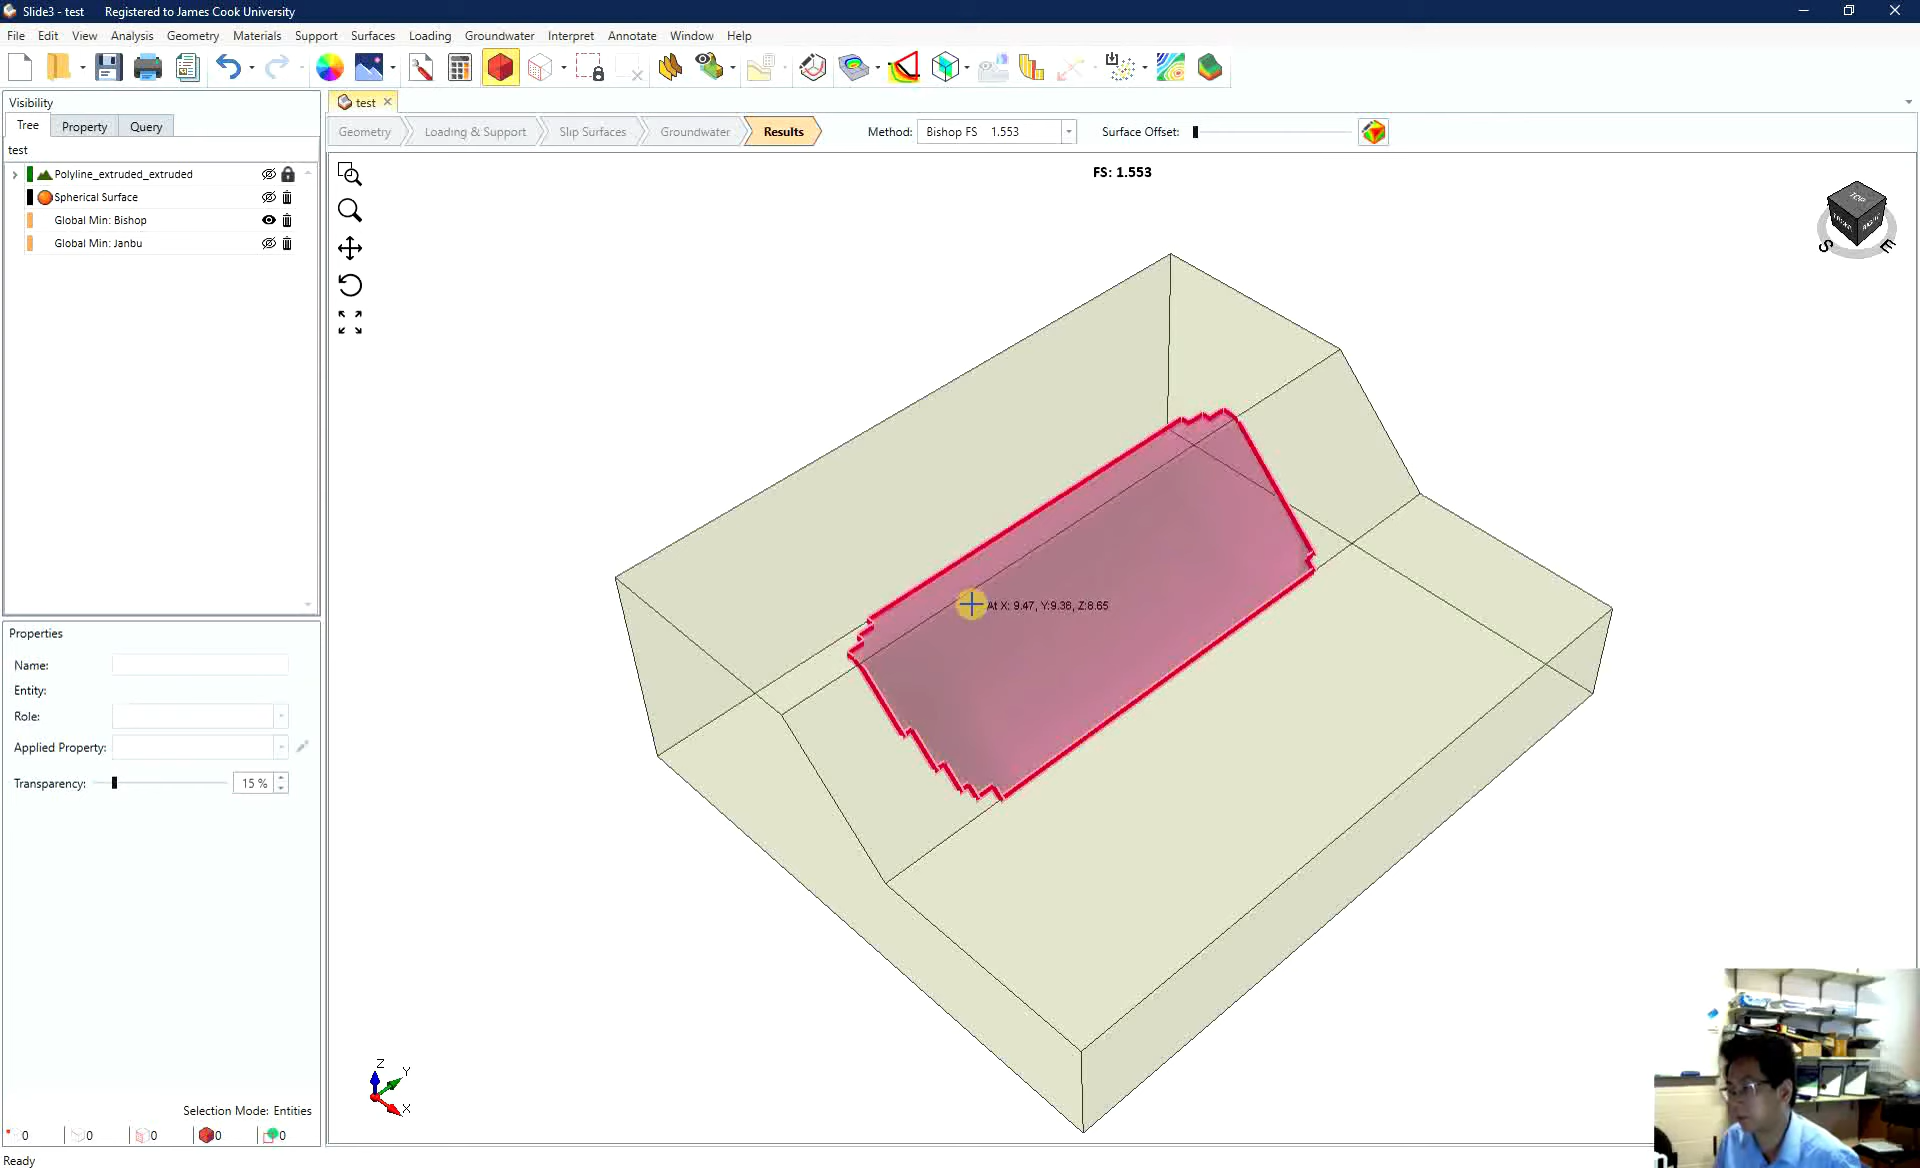 Slide3 - test Registered to James Cook University
File Edit View Analysis Geometry Materials Support Surfaces Loading Groundwater Interpret Annotate Window Help
Visibility
Tree Property Query
test
Polyline_extruded_extruded
Spherical Surface
Global Min: Bishop
Global Min: Janbu
test
Geometry Loading & Support Slip Surfaces Groundwater Results Method: Bishop FS 1.553 Surface Offset:
FS: 1.553
TOP
S E
At X: 9.47, Y:9.36, Z:8.65
Properties
Name:
Entity:
Role:
Applied Property:
Transparency: 15 %
Z
Y
X
Selection Mode: Entities
0 0 0 0 0
Ready